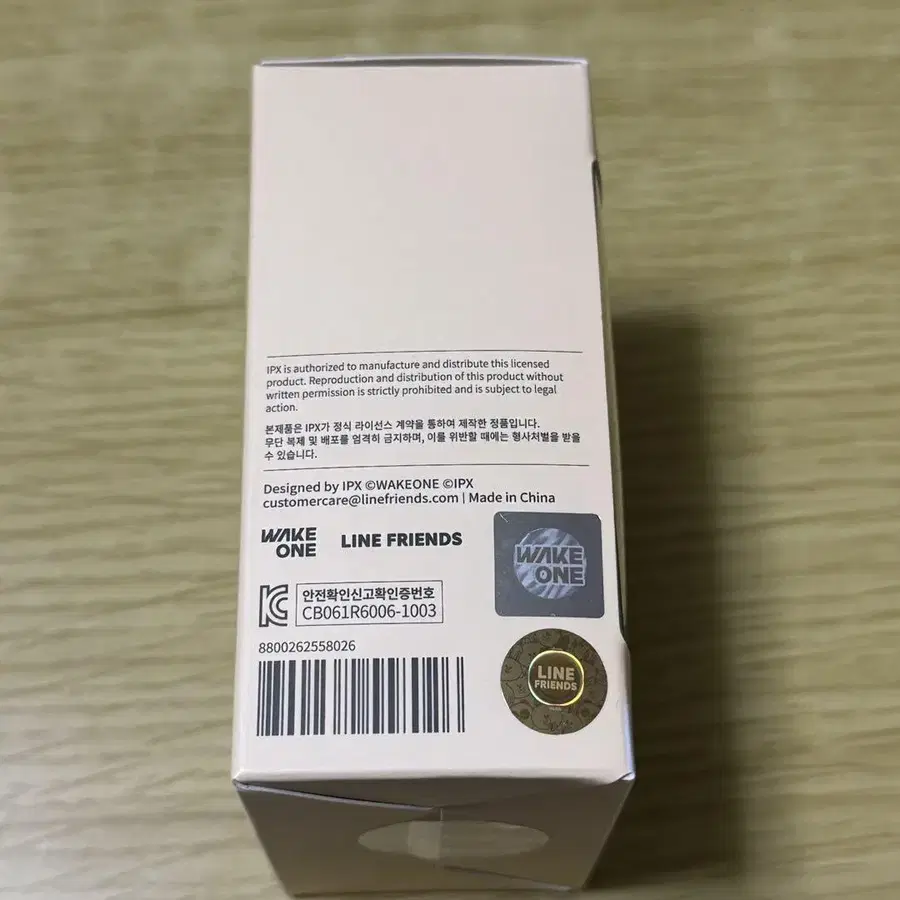 IPX is authorized to manufacture and distribute this licensed
product. Reproduction and distribution of this product without
written permission is strictly prohibited and is subject to legal
action.
본제품은 IPX가 정식 라이선스 계약을 통하여 제작한 정품입니다.
무단 복제 및 배포를 엄격히 금지하며, 이를 위반할 때에는 형사처벌을 받을
수 있습니다.
Designed by IPX ©WAKEONE ©IPX
customercare@linefriends.com | Made in China
WAKE
ONE
LINE FRIENDS
WAKE
ONE
안전확인신고확인증번호
CB061R6006-1003
8800262558026
LINE
FRIENDS